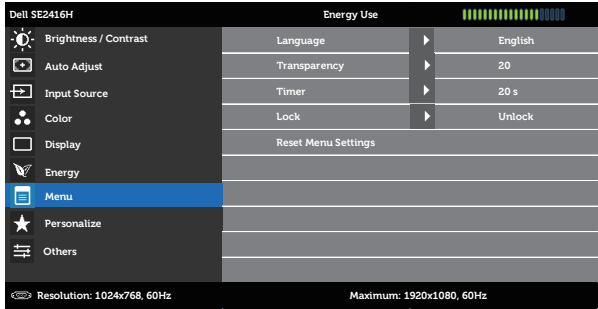 Dell SE2416H Energy Use
Brightness / Contrast
Language English
Auto Adjust
Transparency 20
Input Source
Timer 20 s
Color
Lock Unlock
Display
Reset Menu Settings
Energy
Menu
Personalize
Others
Resolution: 1024x768, 60Hz Maximum: 1920x1080, 60Hz